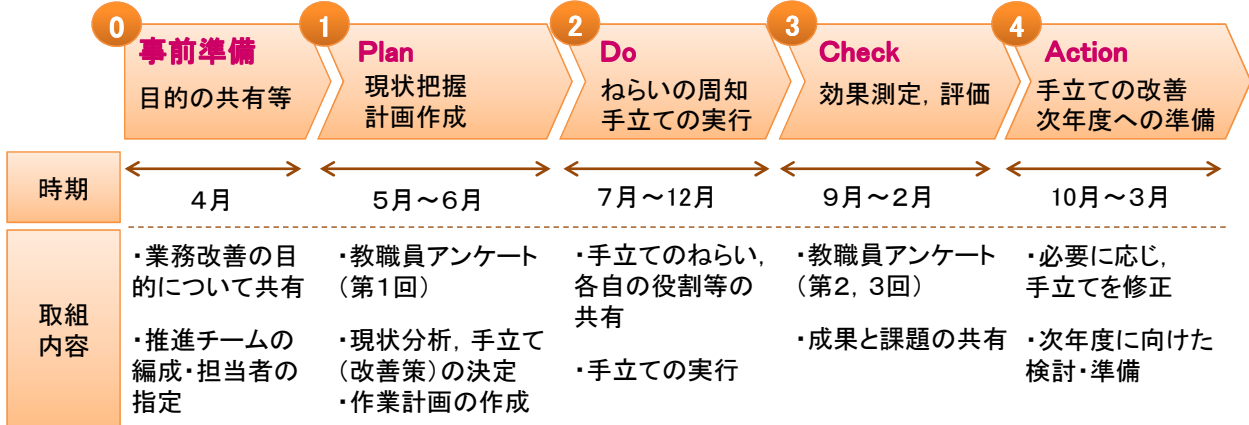 0
事前準備
目的の共有等
1
Plan
現状把握
計画作成
2
Do
ねらいの周知
手立ての実行
3
Check
効果測定，評価
4
Action
手立ての改善
次年度への準備
時期
4月
5月～6月
7月～12月
9月～2月
10月～3月
取組
内容
・業務改善の目
的について共有
・推進チームの
編成・担当者の
指定
・教職員アンケート
(第1回)
・現状分析，手立て
(改善策)の決定
・作業計画の作成
・手立てのねらい，
各自の役割等の
共有
・手立ての実行
・教職員アンケート
(第2，3回)
・成果と課題の共有
・必要に応じ，
手立てを修正
・次年度に向けた
検討・準備